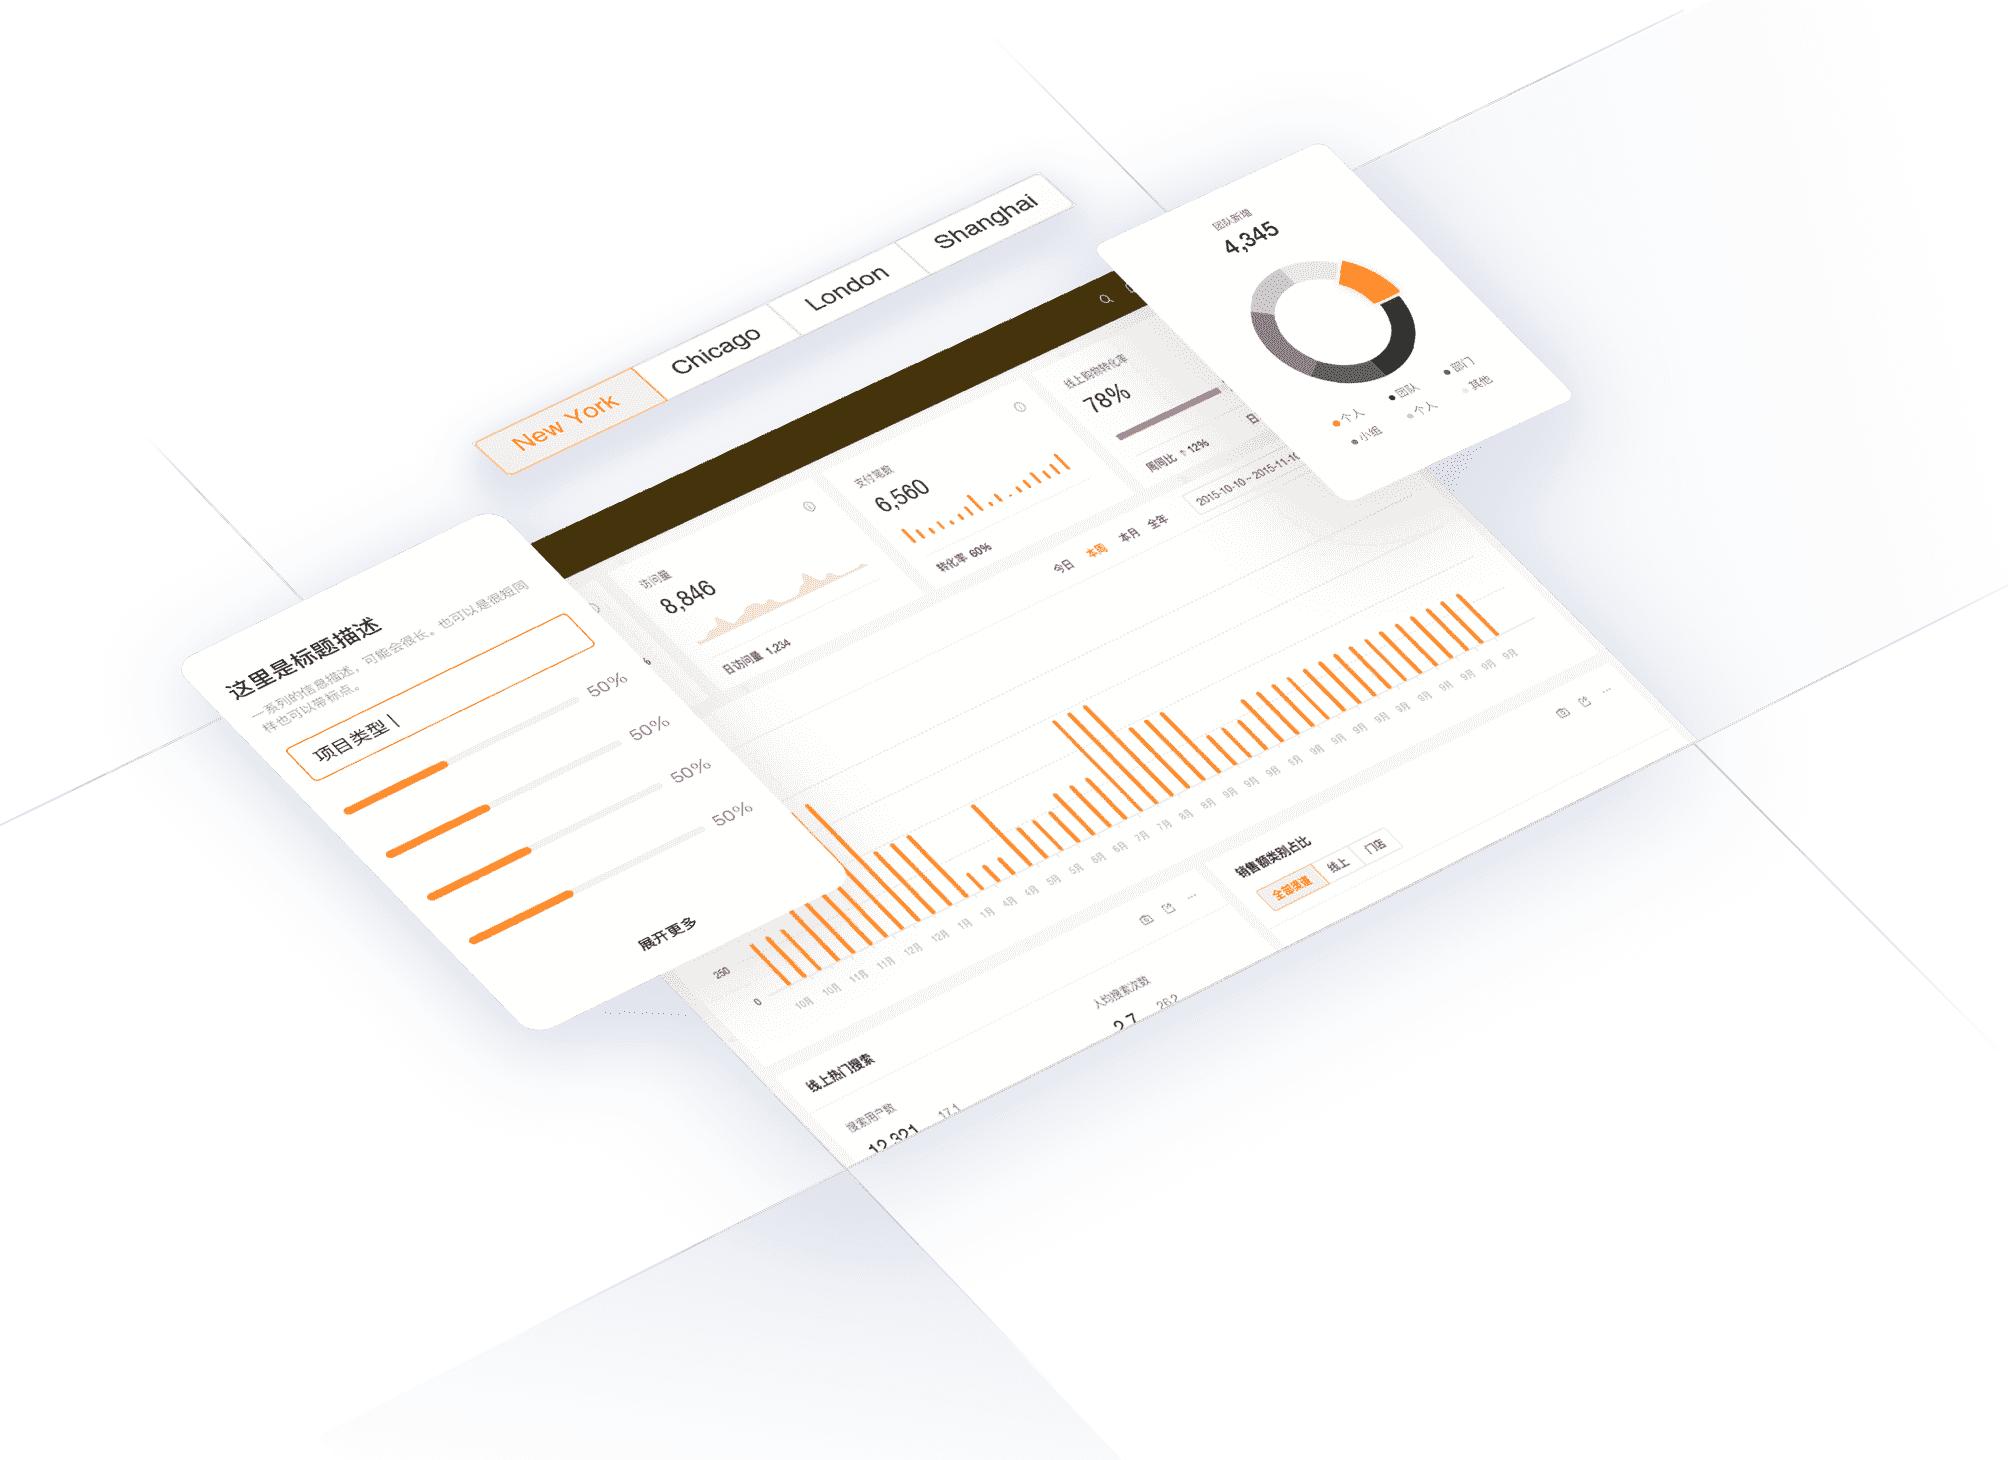 New York
Chicago
London
Shanghai
团队新增
4,345
个人
团队
部门
小组
个人
其他
这里是标题描述
一系列的信息描述，可能会很长。也可以是很短同
样也可以带标点。
项目类型
50%
50%
50%
50%
展开更多
访问量
8,846
日访问量 1,234
支付笔数
6,560
转化率 60%
线上购物转化率
78%
周同比 12%
日
今日
本周
本月
全年
2015-10-10 ~ 2015-11-10
250
0
10月 10月 11月 11月 12月 12月 1月 1月 4月 4月 5月 5月 6月 6月 7月 7月 8月 8月 9月 9月 9月 9月 9月 9月 9月 9月 9月 9月 9月 9月 9月
线上热门搜索
搜索用户数
12,321
17.1
人均搜索次数
2.7
26.2
销售额类别占比
全部渠道
线上
门店